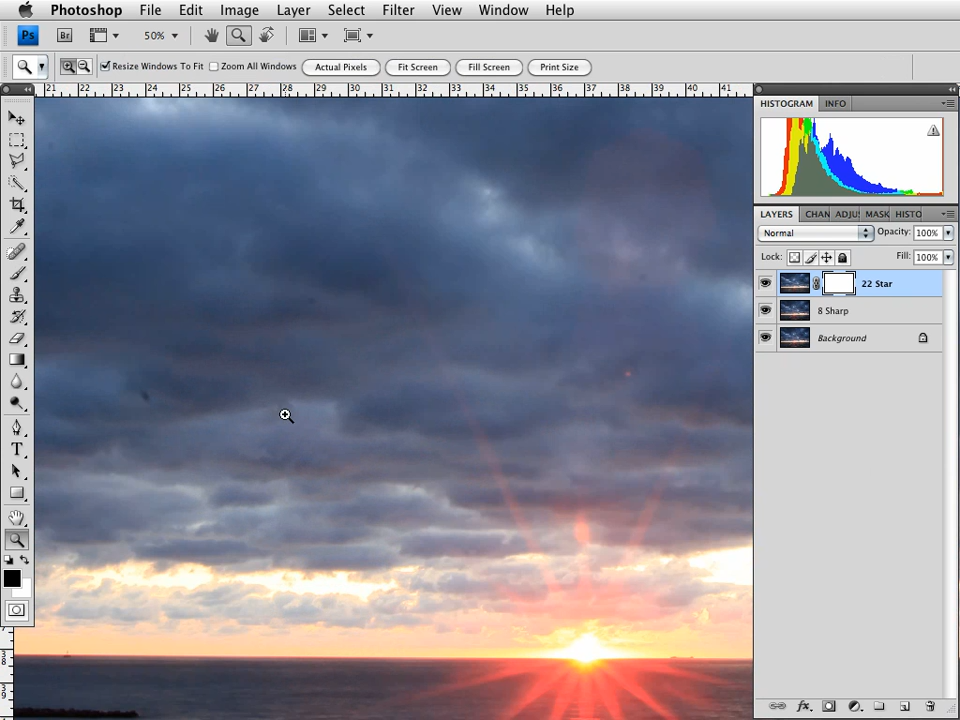 Photoshop File Edit Image Layer Select Filter View Window Help
Ps Br 50%
Resize Windows To Fit Zoom All Windows Actual Pixels Fit Screen Fill Screen Print Size
21 22 23 24 25 26 27 28 29 30 31 32 33 34 35 36 37 38 39 40 41
HISTOGRAM INFO
LAYERS CHAN ADJU MASK HISTO
Normal Opacity: 100%
Lock: Fill: 100%
22 Star
8 Sharp
Background
T
fx